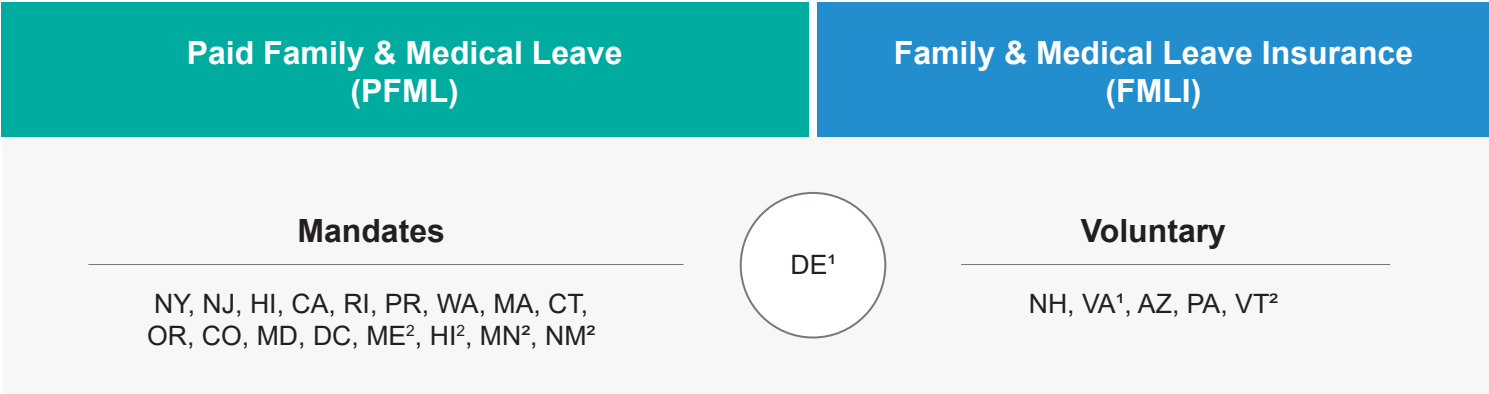 Paid Family & Medical Leave
(PFML)
Family & Medical Leave Insurance
(FMLI)
Mandates
NY, NJ, HI, CA, RI, PR, WA, MA, CT,
OR, CO, MD, DC, ME², HI², MN², NM²
DE¹
Voluntary
NH, VA¹, AZ, PA, VT²